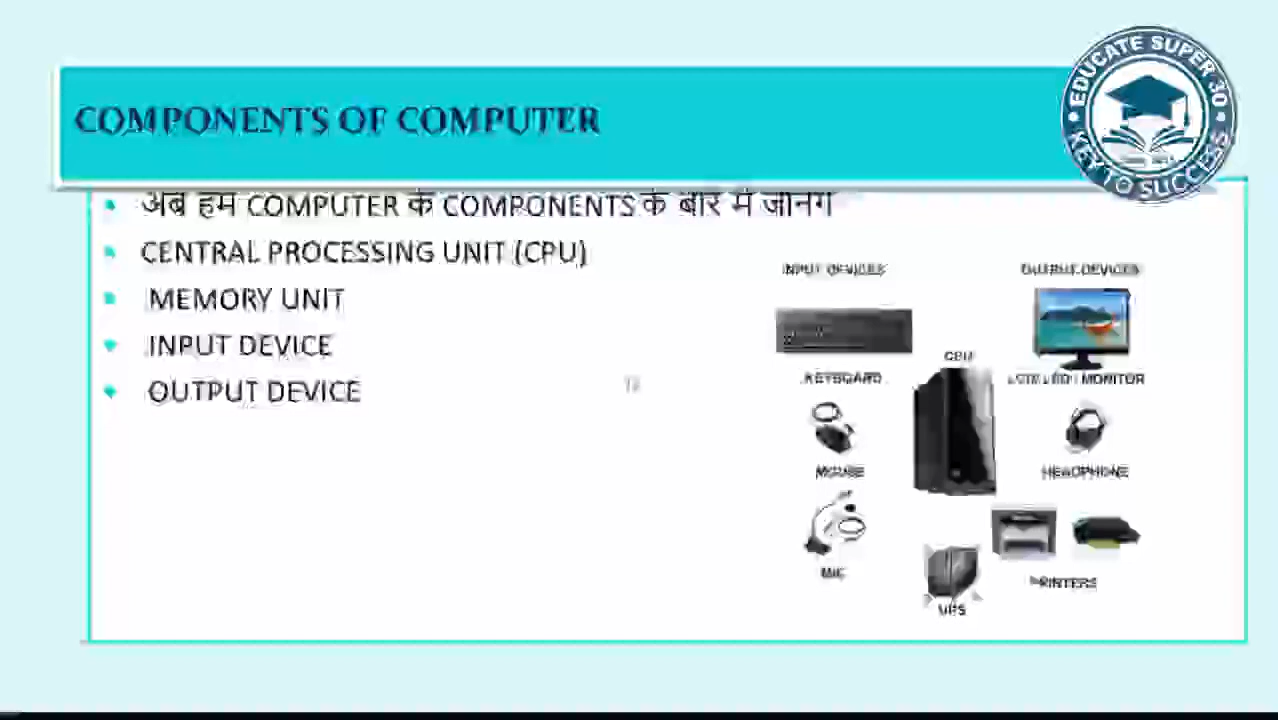 EDUCATE SUPER 30
KEY TO SUCCESS
COMPONENTS OF COMPUTER
अब हम COMPUTER के COMPONENTS के बारे में जानेंगे
CENTRAL PROCESSING UNIT (CPU)
MEMORY UNIT
INPUT DEVICE
OUTPUT DEVICE
INPUT DEVICES
OUTPUT DEVICES
CPU
KEYBOARD
MONITOR
MOUSE
HEADPHONE
MIC
PRINTERS
UPS